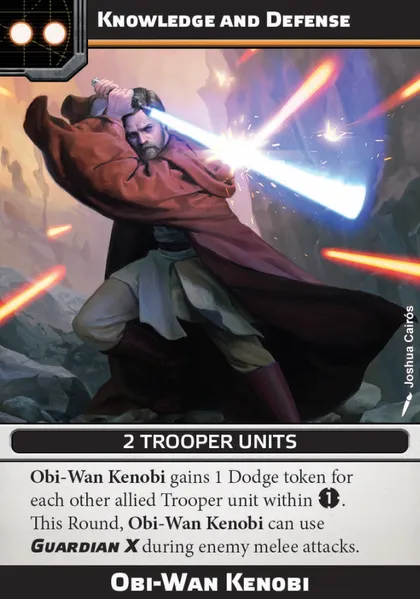 Knowledge and Defense
Joshua Cairós
2 TROOPER UNITS
Obi-Wan Kenobi gains 1 Dodge token for
each other allied Trooper unit within 1.
This Round, Obi-Wan Kenobi can use
Guardian X during enemy melee attacks.
Obi-Wan Kenobi